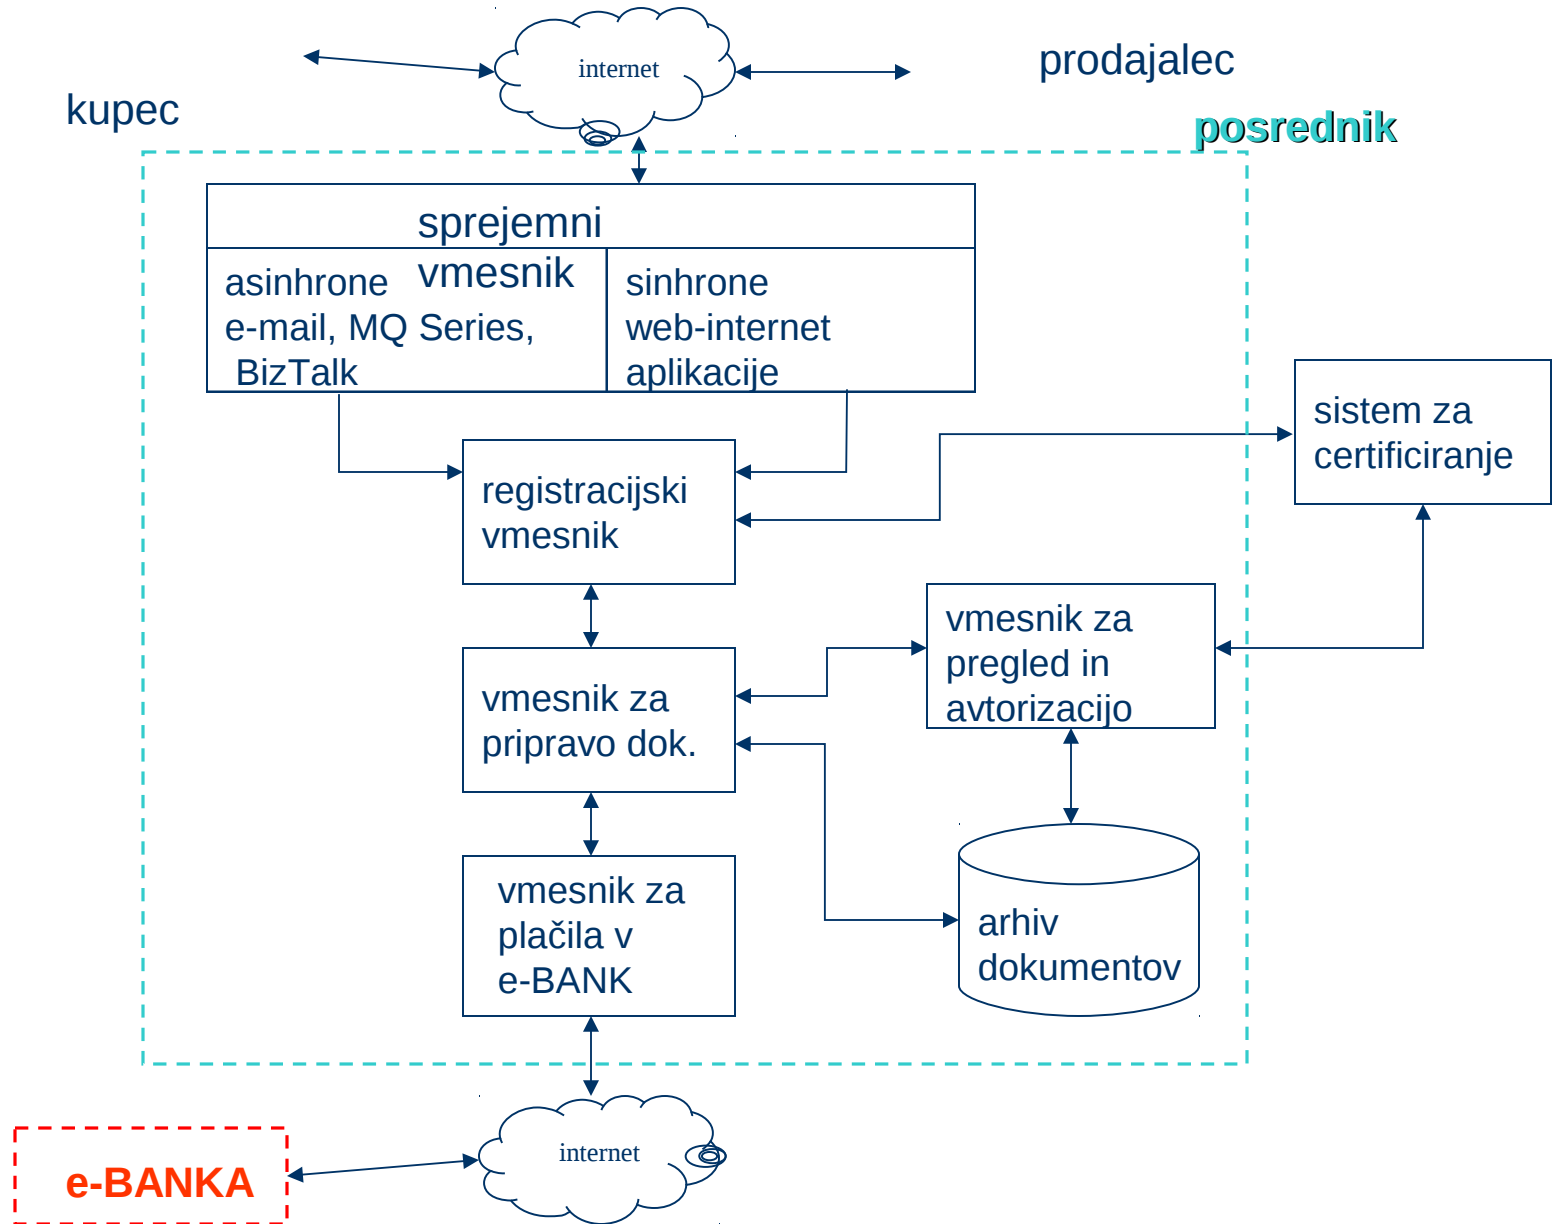 internet
prodajalec
kupec
posrednik
sprejemni
vmesnik
asinhrone
e-mail, MQ Series,
BizTalk
sinhrone
web-internet
aplikacije
sistem za
certificiranje
registracijski
vmesnik
vmesnik za
pregled in
avtorizacijo
vmesnik za
pripravo dok.
vmesnik za
plačila v
e-BANK
arhiv
dokumentov
internet
e-BANKA